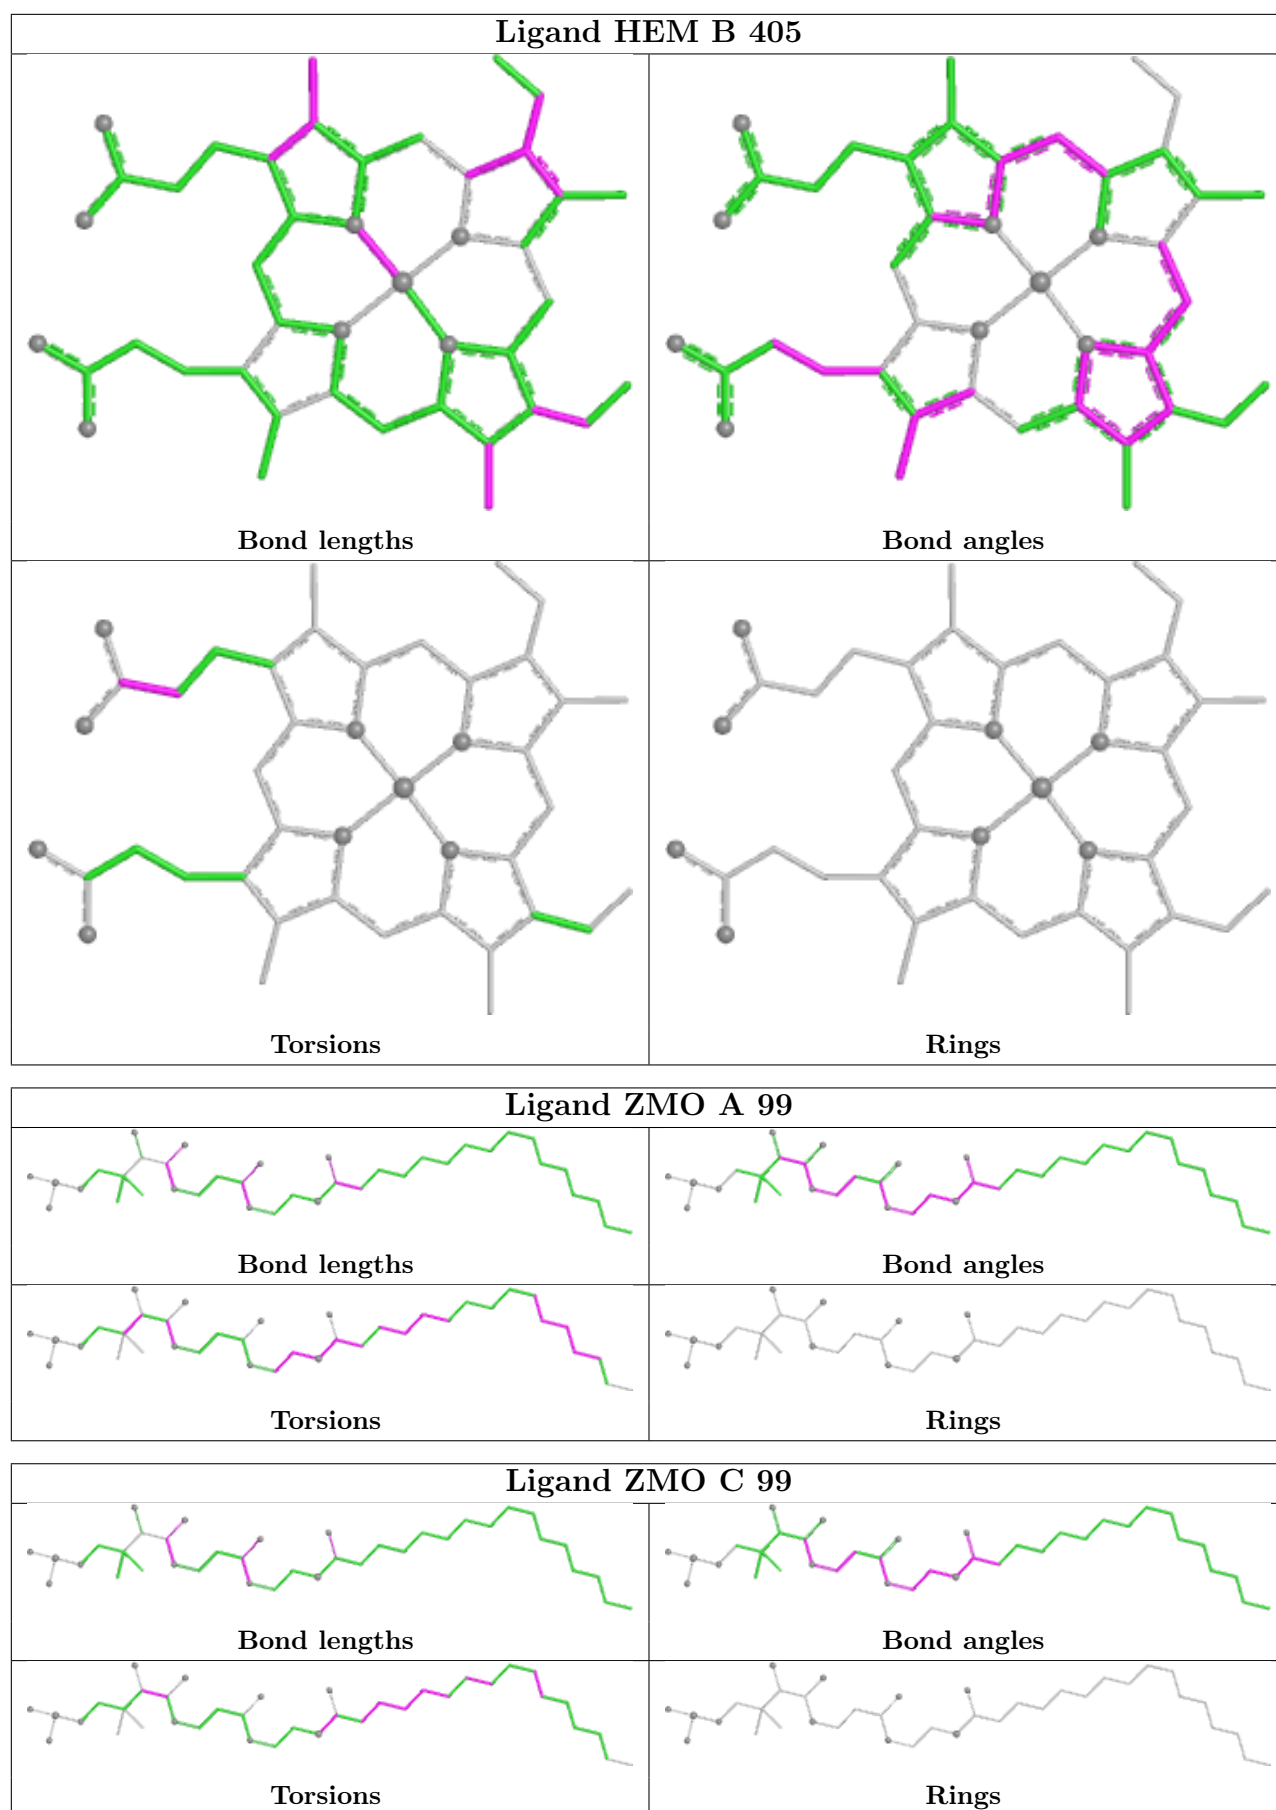 Ligand HEM B 405
Bond lengths
Bond angles
Torsions
Rings
Ligand ZMO A 99
Bond lengths
Bond angles
Torsions
Rings
Ligand ZMO C 99
Bond lengths
Bond angles
Torsions
Rings